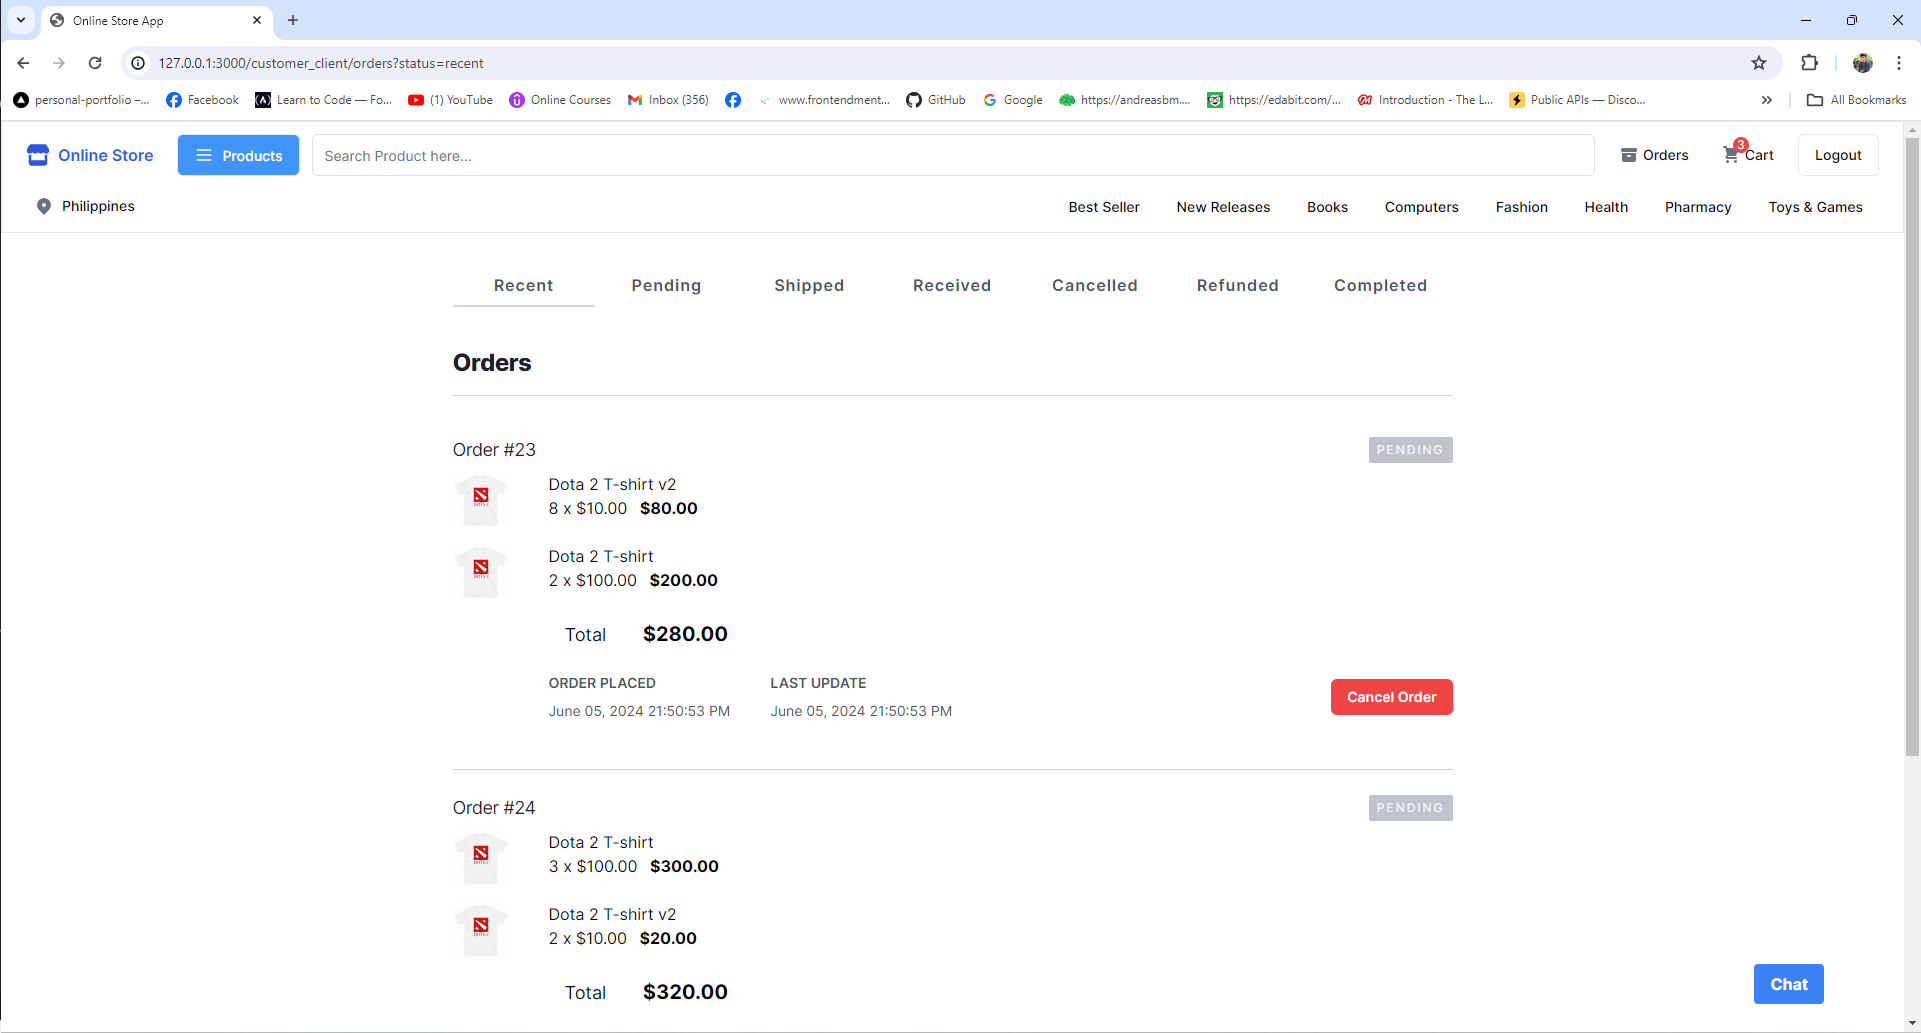 Online Store App
127.0.0.1:3000/customer_client/orders?status=recent
personal-portfolio –... Facebook Learn to Code — Fo... (1) YouTube Online Courses Inbox (356) www.frontendment... GitHub Google https://andreasbm.... https://edabit.com/... Introduction - The L... Public APIs — Disco... All Bookmarks
Online Store Products Search Product here... Orders 3 Cart Logout
Philippines Best Seller New Releases Books Computers Fashion Health Pharmacy Toys & Games
Recent Pending Shipped Received Cancelled Refunded Completed
Orders
Order #23 PENDING
Dota 2 T-shirt v2
8 x $10.00 $80.00
Dota 2 T-shirt
2 x $100.00 $200.00
Total $280.00
ORDER PLACED LAST UPDATE
June 05, 2024 21:50:53 PM June 05, 2024 21:50:53 PM
Cancel Order
Order #24 PENDING
Dota 2 T-shirt
3 x $100.00 $300.00
Dota 2 T-shirt v2
2 x $10.00 $20.00
Total $320.00
Chat